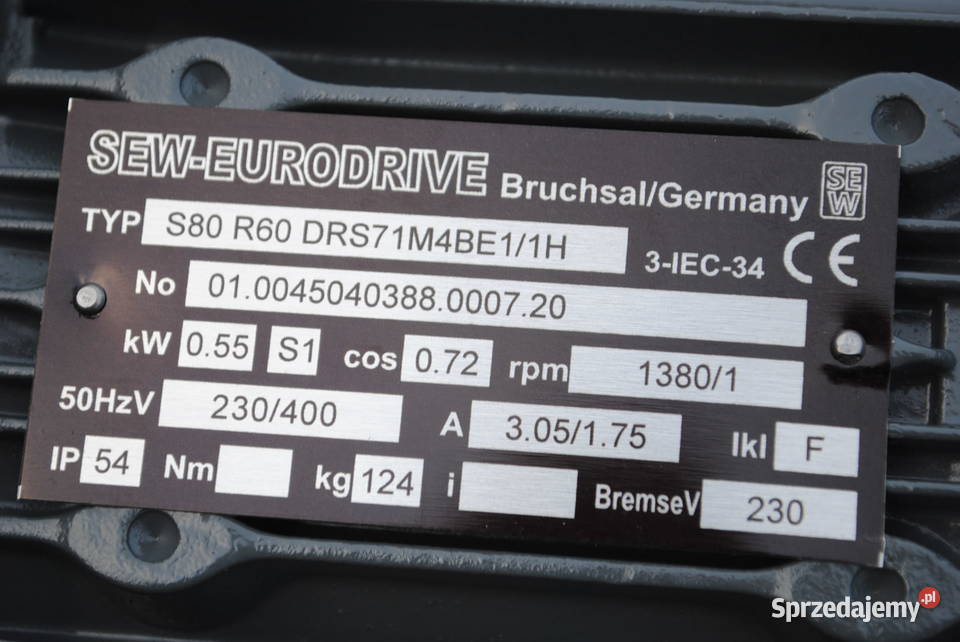 SEW-EURODRIVE Bruchsal/Germany SEW
TYP S80 R60 DRS71M4BE1/1H 3-IEC-34 CE
No 01.0045040388.0007.20
kW 0.55 S1 cos 0.72 rpm 1380/1
50HzV 230/400 A 3.05/1.75 Ikl F
IP 54 Nm kg 124 i BremseV 230
Sprzedajemy.pl